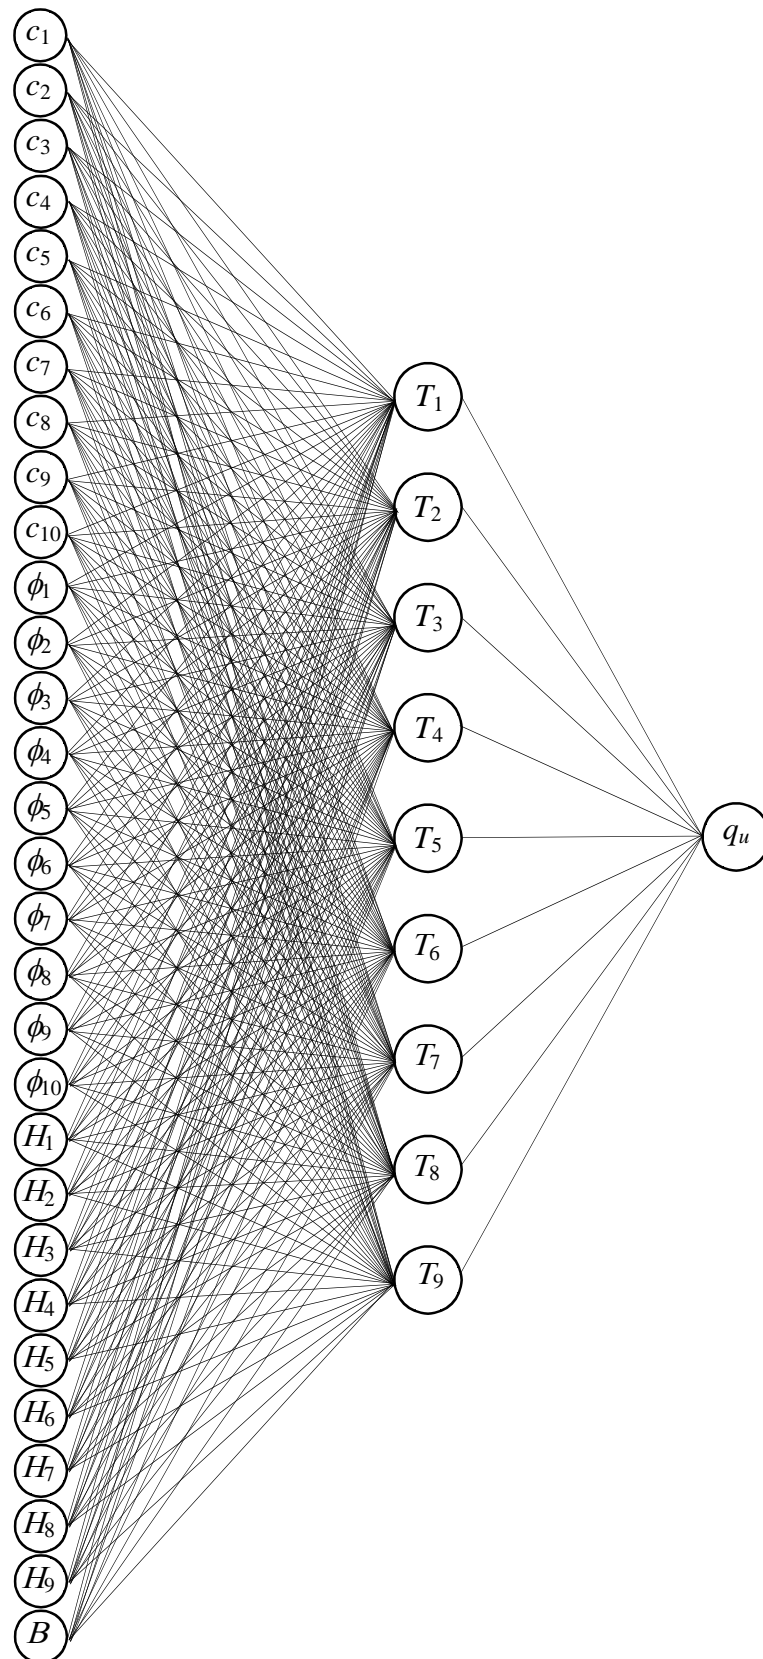 c₁
c₂
c₃
c₄
c₅
c₆
c₇
c₈
c₉
c₁₀
ϕ₁
ϕ₂
ϕ₃
ϕ₄
ϕ₅
ϕ₆
ϕ₇
ϕ₈
ϕ₉
ϕ₁₀
H₁
H₂
H₃
H₄
H₅
H₆
H₇
H₈
H₉
B
T₁
T₂
T₃
T₄
T₅
T₆
T₇
T₈
T₉
qᵤ